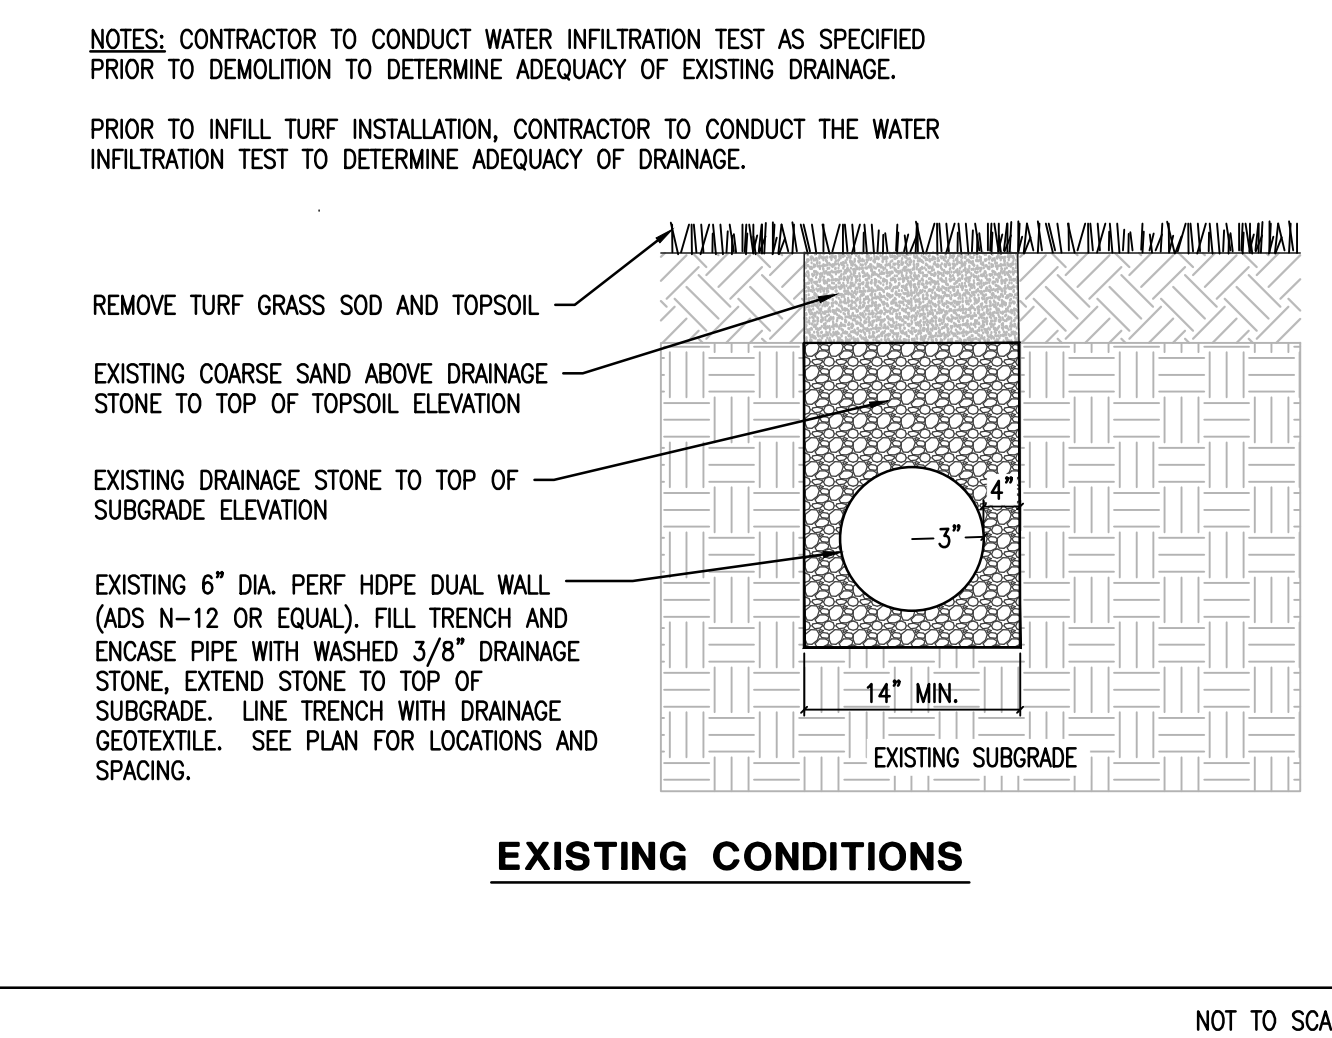 NOTES: CONTRACTOR TO CONDUCT WATER INFILTRATION TEST AS SPECIFIED
PRIOR TO DEMOLITION TO DETERMINE ADEQUACY OF EXISTING DRAINAGE.
PRIOR TO INFILL TURF INSTALLATION, CONTRACTOR TO CONDUCT THE WATER
INFILTRATION TEST TO DETERMINE ADEQUACY OF DRAINAGE.
REMOVE TURF GRASS SOD AND TOPSOIL
EXISTING COARSE SAND ABOVE DRAINAGE
STONE TO TOP OF TOPSOIL ELEVATION
EXISTING DRAINAGE STONE TO TOP OF
SUBGRADE ELEVATION
EXISTING 6" DIA. PERF HDPE DUAL WALL
(ADS N-12 OR EQUAL). FILL TRENCH AND
ENCASE PIPE WITH WASHED 3/8" DRAINAGE
STONE, EXTEND STONE TO TOP OF
SUBGRADE. LINE TRENCH WITH DRAINAGE
GEOTEXTILE. SEE PLAN FOR LOCATIONS AND
SPACING.
4"
3"
14" MIN.
EXISTING SUBGRADE
EXISTING CONDITIONS
NOT TO SCA